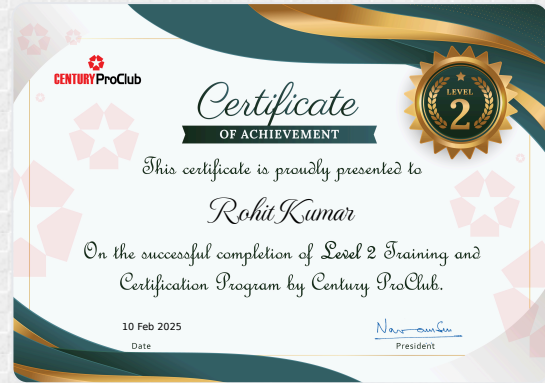 CENTURY ProClub
Certificate
OF ACHIEVEMENT
LEVEL
2
This certificate is proudly presented to
Rohit Kumar
On the successful completion of Level 2 Training and
Certification Program by Century ProClub.
10 Feb 2025
Date
President